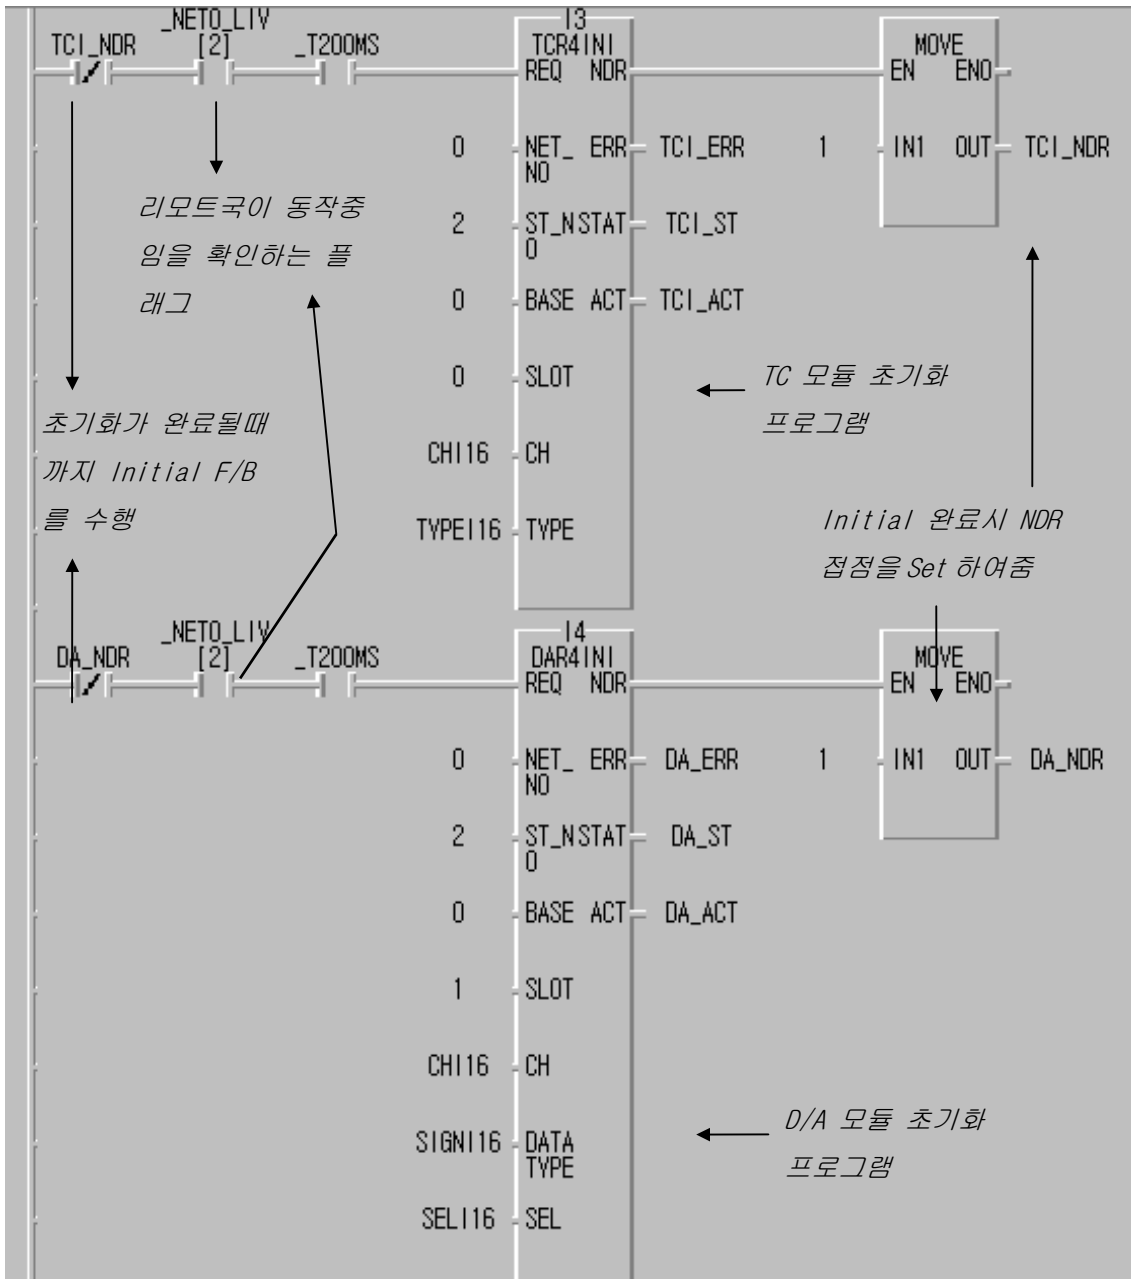 _NET0_LIV I3
TCI_NDR [2] _T200MS TCR4INI MOVE
REQ NDR EN ENO
0 NET_ ERR TCI_ERR 1 IN1 OUT TCI_NDR
NO
리모트국이 동작중
2 ST_N STAT TCI_ST
O
임을 확인하는 플
래그
0 BASE ACT TCI_ACT
0 SLOT
TC 모듈 초기화
프로그램
초기화가 완료될때
까지 Initial F/B
를 수행
CHI16 CH
TYPEI16 TYPE
Initial 완료시 NDR
접점을 Set 하여줌
_NET0_LIV I4
DA_NDR [2] _T200MS DAR4INI MOVE
REQ NDR EN ENO
0 NET_ ERR DA_ERR 1 IN1 OUT DA_NDR
NO
2 ST_N STAT DA_ST
O
0 BASE ACT DA_ACT
1 SLOT
CHI16 CH
D/A 모듈 초기화
프로그램
SIGNI16 DATA
TYPE
SELI16 SEL